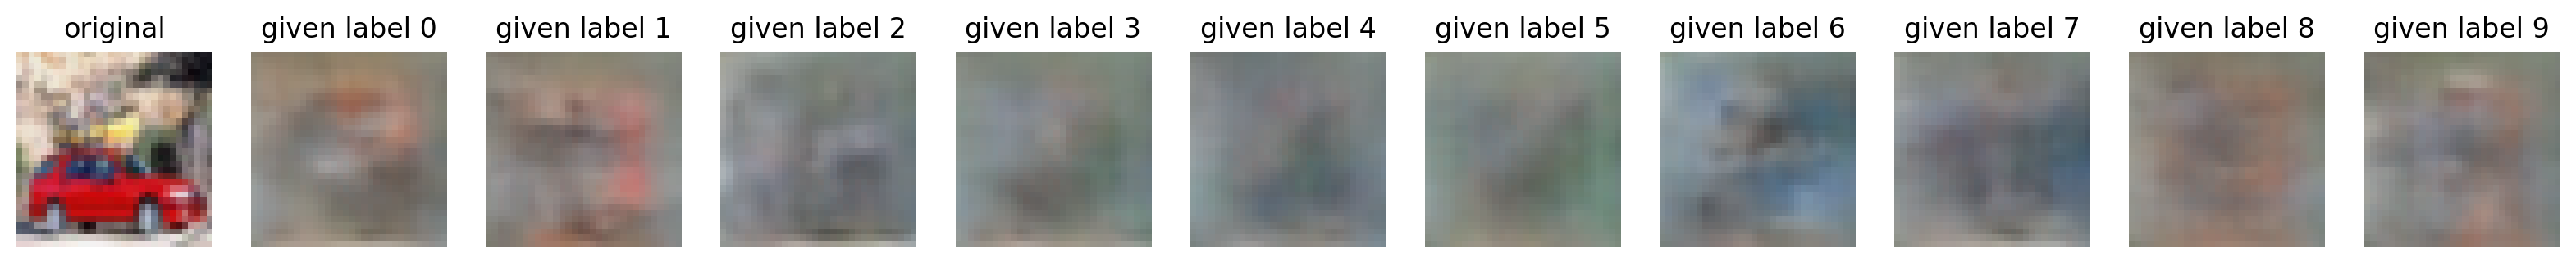 original
given label 0
given label 1
given label 2
given label 3
given label 4
given label 5
given label 6
given label 7
given label 8
given label 9